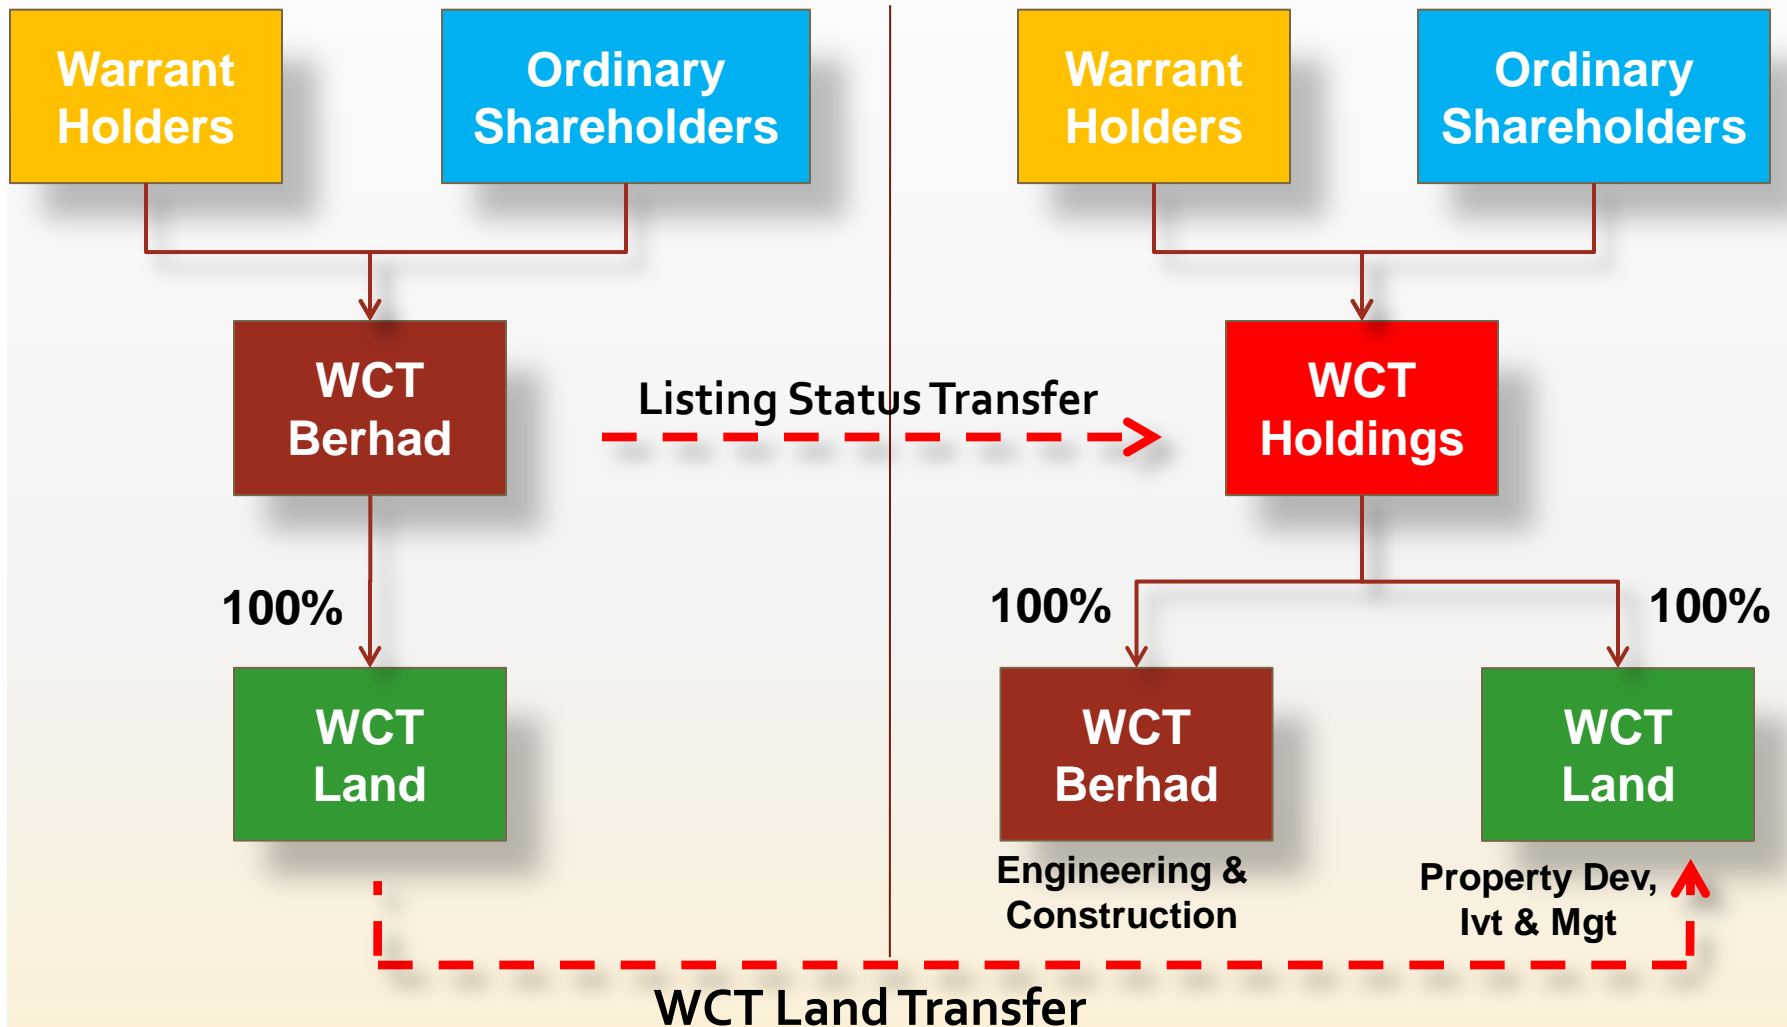 Warrant
Holders
Ordinary
Shareholders
WCT
Berhad
100%
WCT
Land
Listing Status Transfer
Warrant
Holders
Ordinary
Shareholders
WCT
Holdings
100%
100%
WCT
Berhad
Engineering &
Construction
WCT
Land
Property Dev,
Ivt & Mgt
WCT Land Transfer